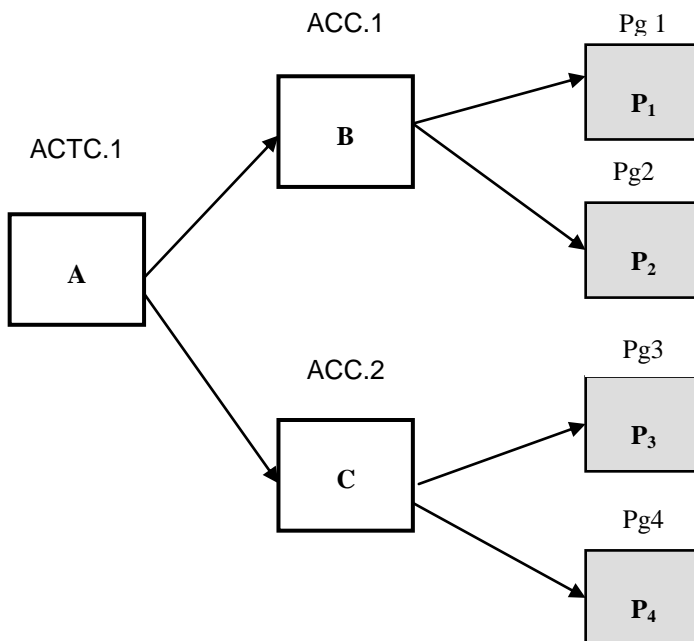 ACTC.1
A
ACC.1
B
ACC.2
C
Pg 1
P₁
Pg2
P₂
Pg3
P₃
Pg4
P₄